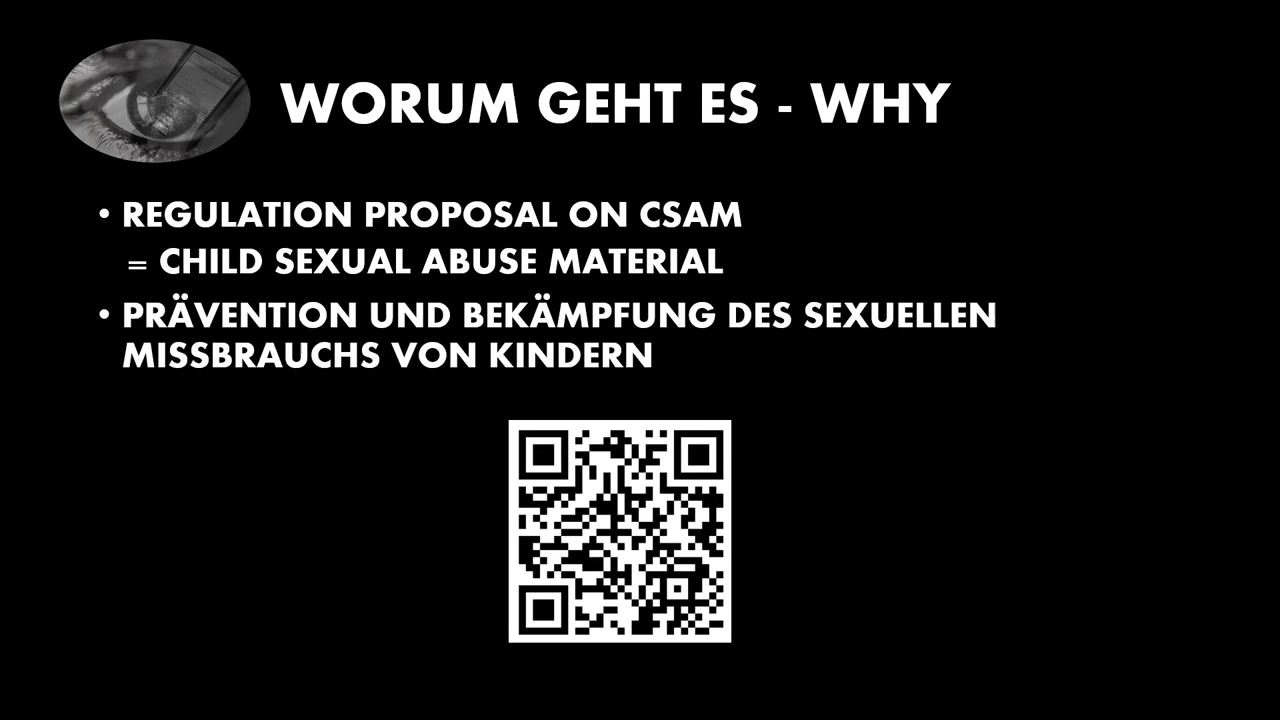 WORUM GEHT ES - WHY
• REGULATION PROPOSAL ON CSAM
= CHILD SEXUAL ABUSE MATERIAL
• PRÄVENTION UND BEKÄMPFUNG DES SEXUELLEN
MISSBRAUCHS VON KINDERN